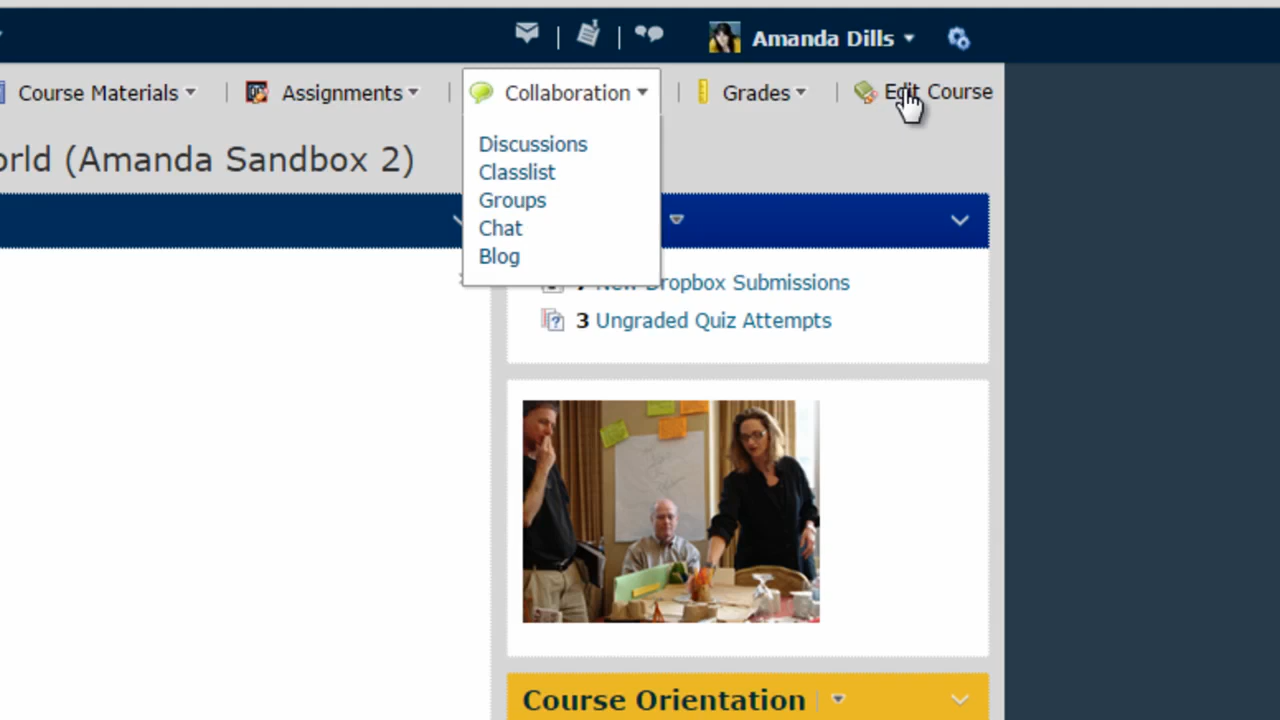 Amanda Dills
Course Materials Assignments Collaboration Grades Edit Course
orld (Amanda Sandbox 2)
Discussions
Classlist
Groups
Chat
Blog
New Dropbox Submissions
3 Ungraded Quiz Attempts
Course Orientation